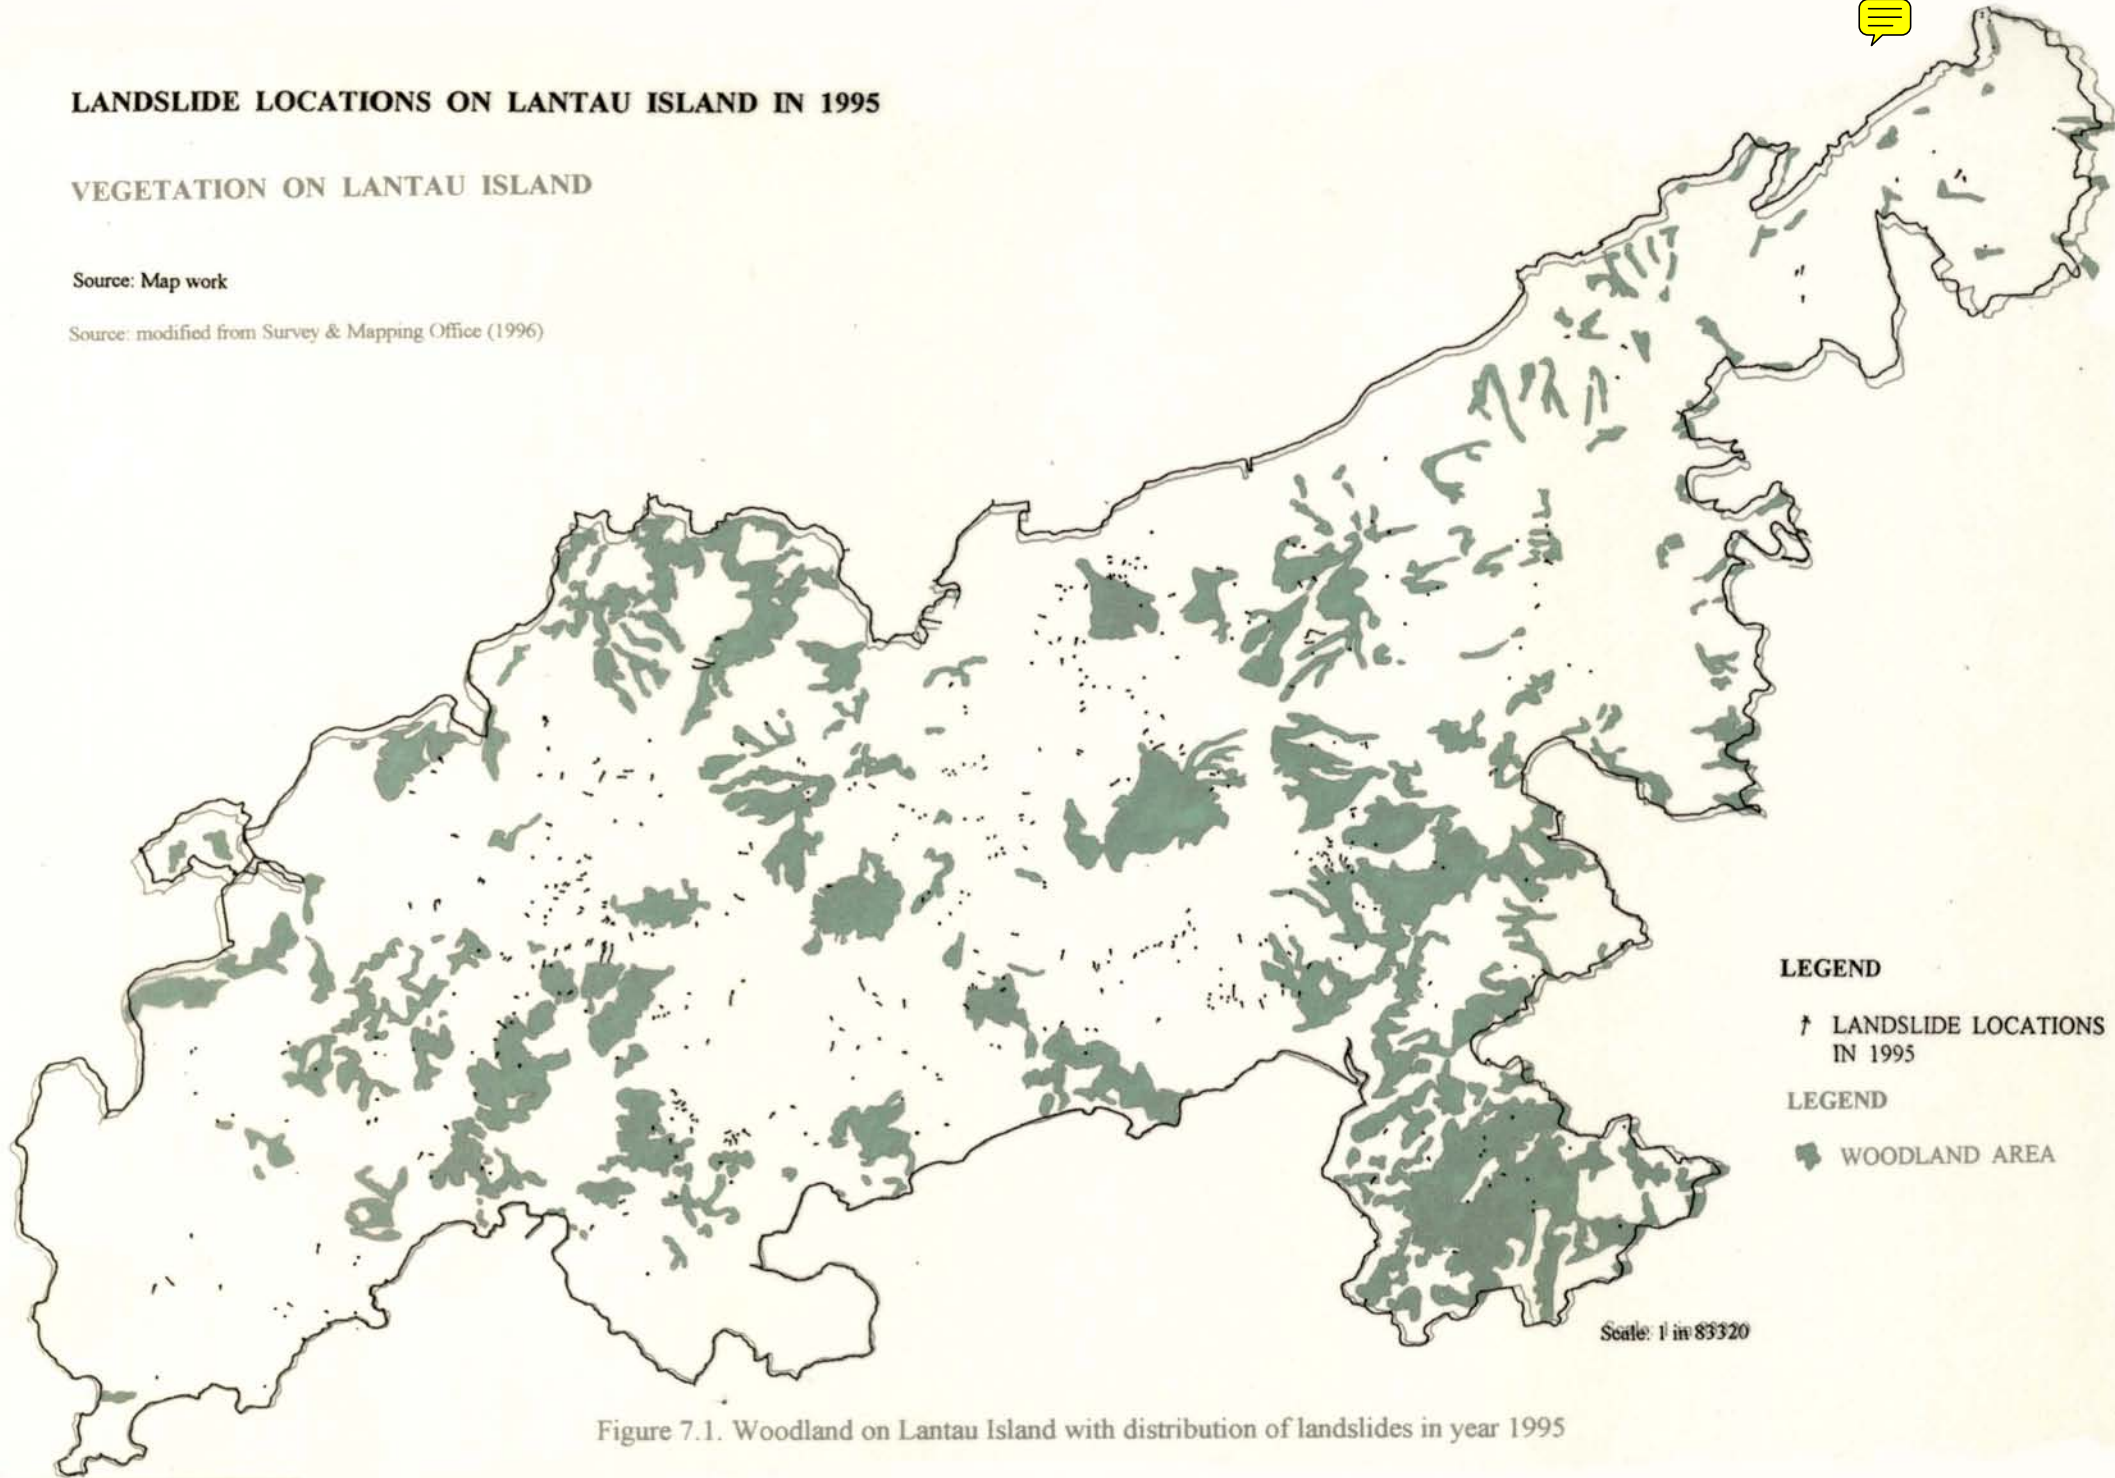 LANDSLIDE LOCATIONS ON LANTAU ISLAND IN 1995
VEGETATION ON LANTAU ISLAND
Source: Map work
Source: modified from Survey & Mapping Office (1996)
LEGEND
LANDSLIDE LOCATIONS
IN 1995
LEGEND
WOODLAND AREA
Scale: 1 in 83320
Figure 7.1. Woodland on Lantau Island with distribution of landslides in year 1995